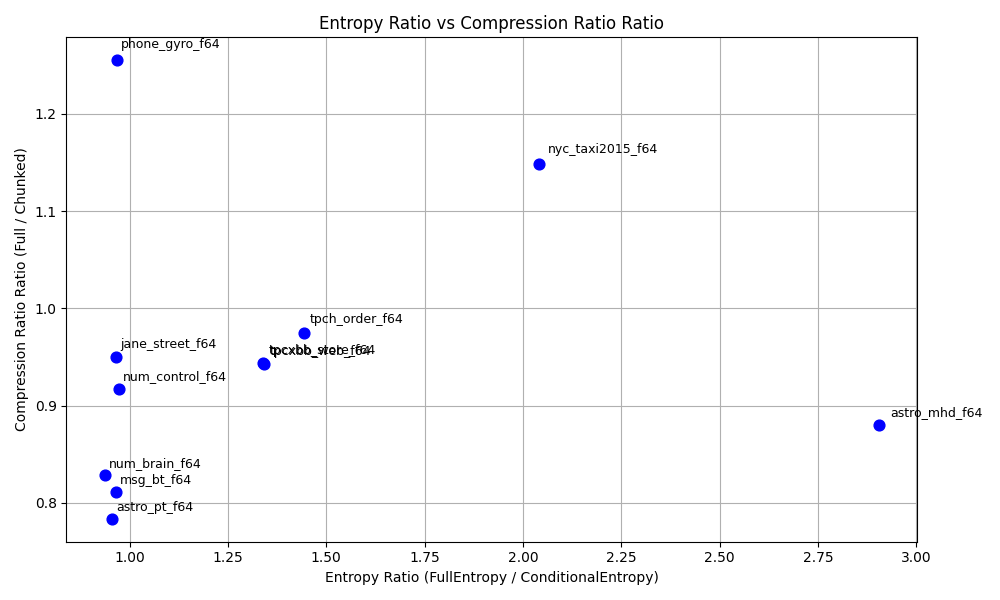 Entropy Ratio vs Compression Ratio Ratio
phone_gyro_f64
nyc_taxi2015_f64
tpch_order_f64
tpcxbb_store_f64
tpcxbb_web_f64
jane_street_f64
num_control_f64
astro_mhd_f64
num_brain_f64
msg_bt_f64
astro_pt_f64
Compression Ratio Ratio (Full / Chunked)
1.2
1.1
1.0
0.9
0.8
1.00 1.25 1.50 1.75 2.00 2.25 2.50 2.75 3.00
Entropy Ratio (FullEntropy / ConditionalEntropy)